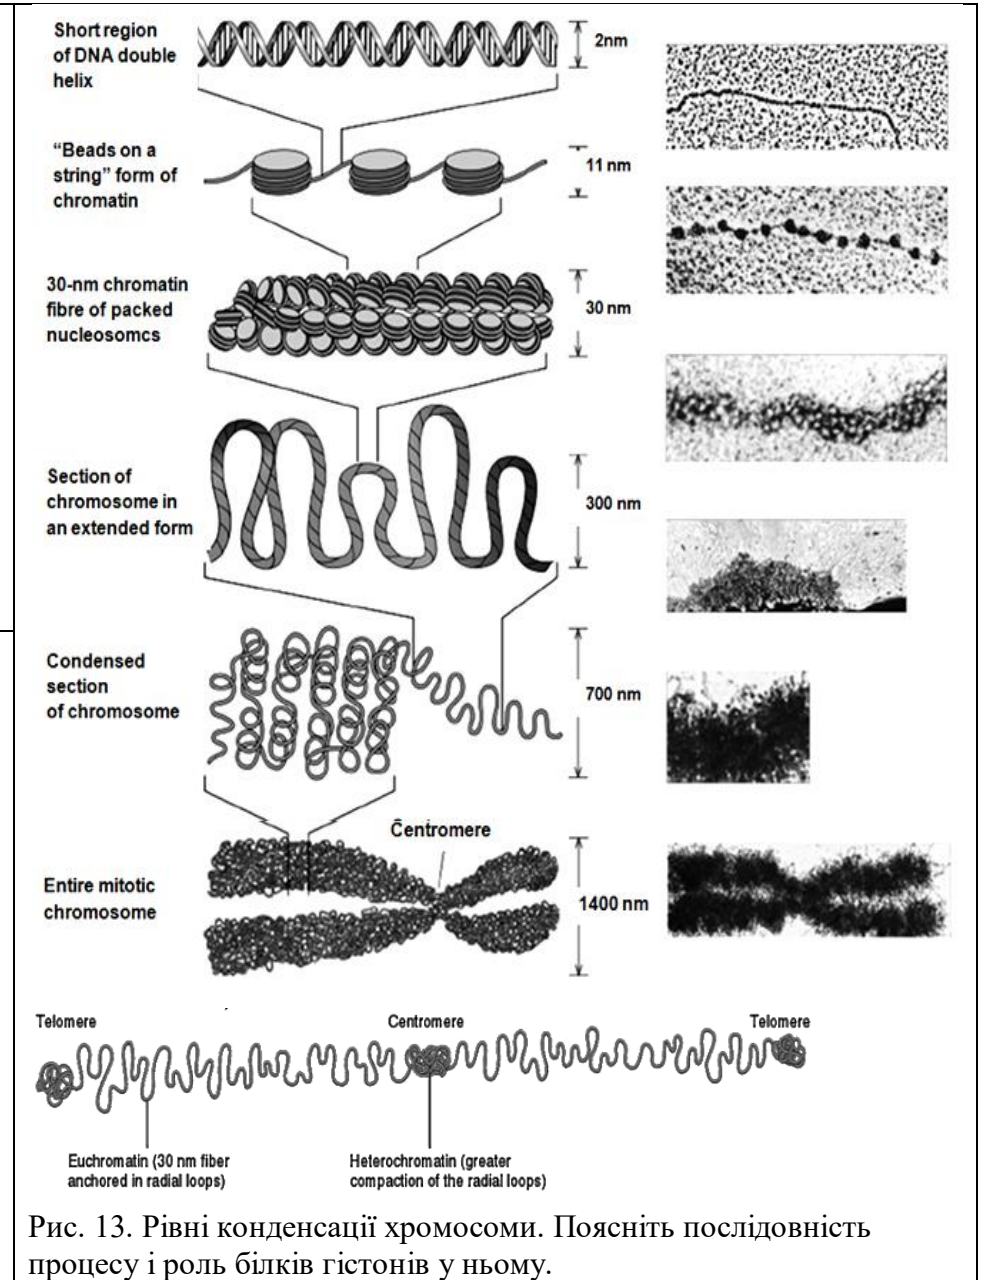 Short region
of DNA double
helix
2nm
“Beads on a
string” form of
chromatin
11 nm
30-nm chromatin
fibre of packed
nucleosomcs
30 nm
Section of
chromosome in
an extended form
300 nm
Condensed
section
of chromosome
700 nm
Centromere
Entire mitotic
chromosome
1400 nm
Telomere
Centromere
Telomere
Euchromatin (30 nm fiber
anchored in radial loops)
Heterochromatin (greater
compaction of the radial loops)
Рис. 13. Рівні конденсації хромосоми. Поясніть послідовність
процесу і роль білків гістонів у ньому.